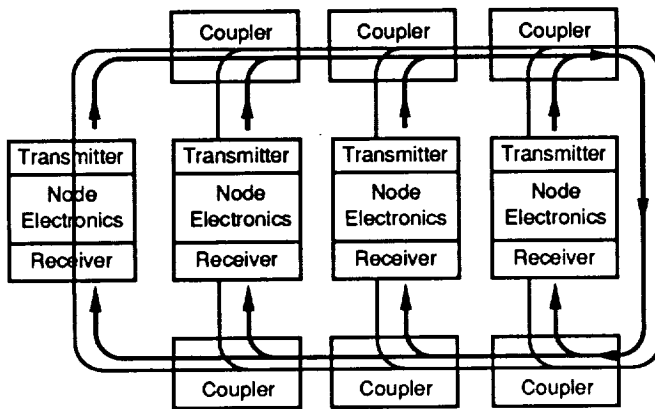 Coupler
Coupler
Coupler
Transmitter
Node
Electronics
Receiver
Transmitter
Node
Electronics
Receiver
Transmitter
Node
Electronics
Receiver
Transmitter
Node
Electronics
Receiver
Coupler
Coupler
Coupler